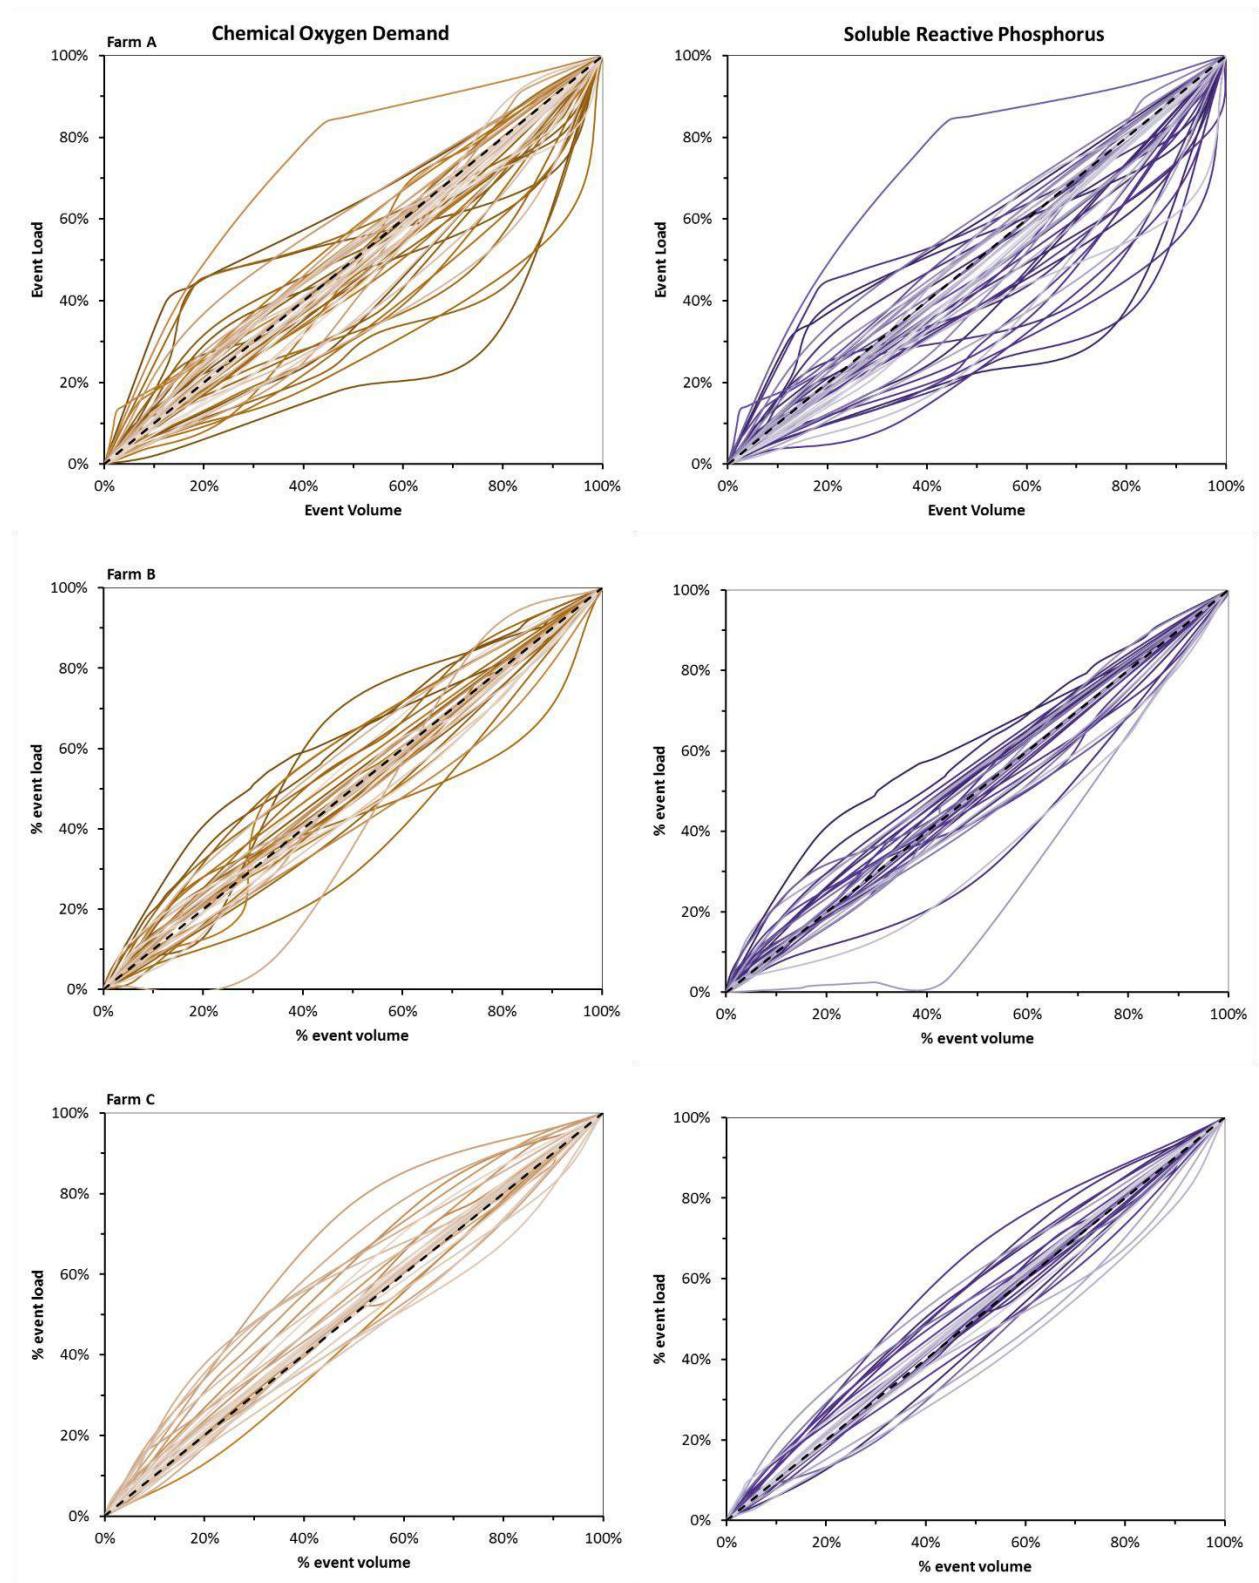 Chemical Oxygen Demand
Soluble Reactive Phosphorus
Farm A
100%
80%
60%
40%
20%
0%
Event Load
0% 20% 40% 60% 80% 100%
Event Volume
100%
80%
60%
40%
20%
0%
Event Load
0% 20% 40% 60% 80% 100%
Event Volume
Farm B
100%
80%
60%
40%
20%
0%
% event load
0% 20% 40% 60% 80% 100%
% event volume
100%
80%
60%
40%
20%
0%
% event load
0% 20% 40% 60% 80% 100%
% event volume
Farm C
100%
80%
60%
40%
20%
0%
% event load
0% 20% 40% 60% 80% 100%
% event volume
100%
80%
60%
40%
20%
0%
% event load
0% 20% 40% 60% 80% 100%
% event volume